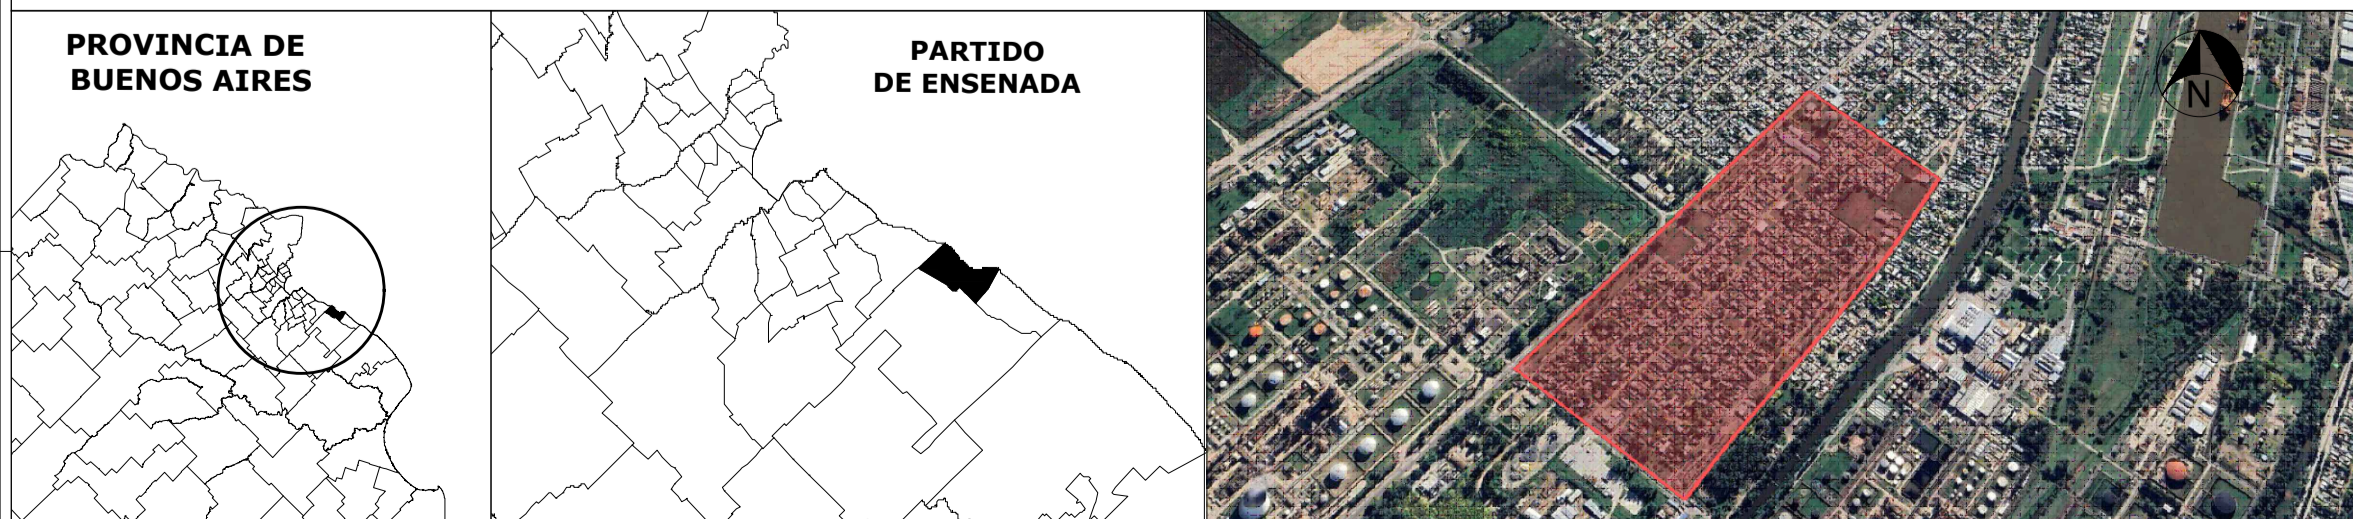 PROVINCIA DE
BUENOS AIRES
PARTIDO
DE ENSENADA
N